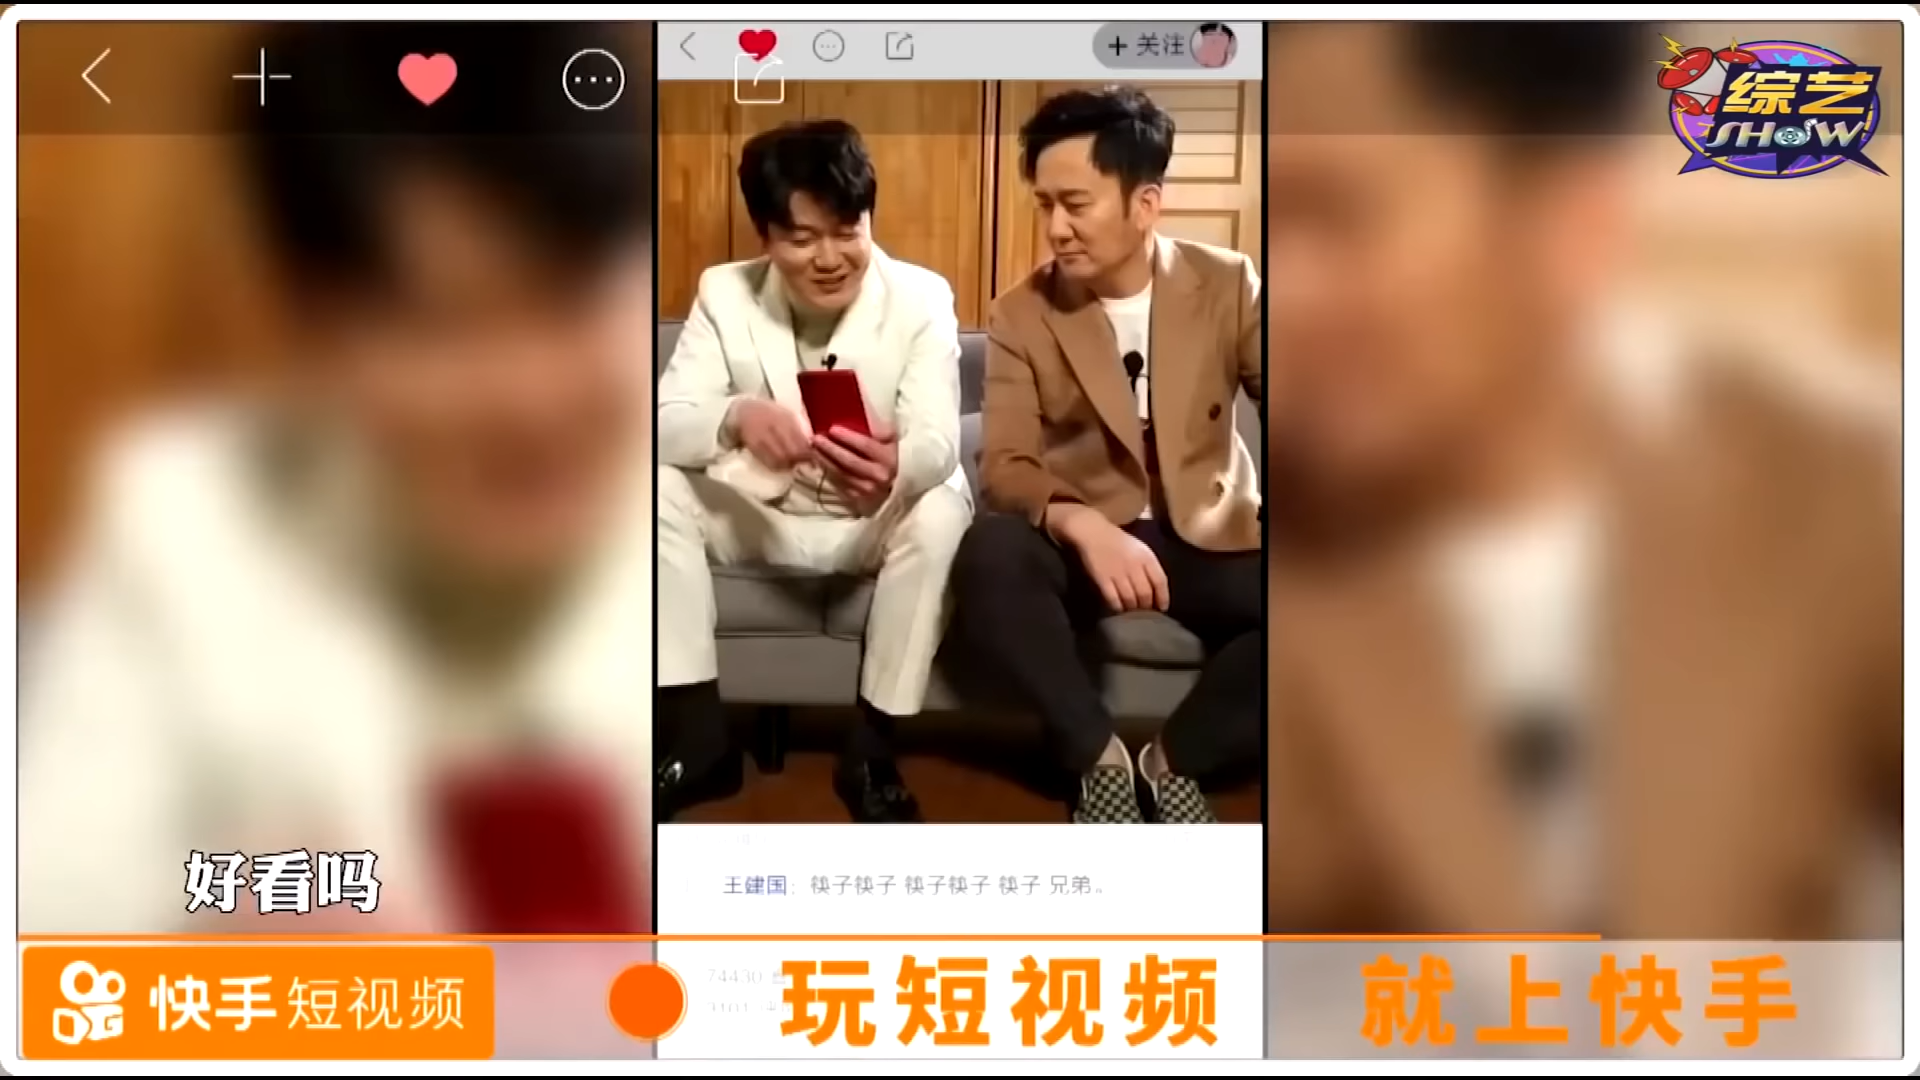 + 关注
综艺
SHOW
好看吗
王建国：筷子筷子 筷子筷子 筷子 兄弟。
74430
快手短视频
玩短视频 就上快手